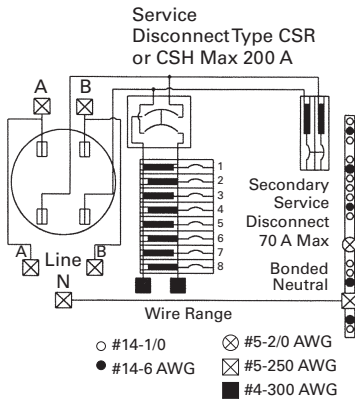 Service
Disconnect Type CSR
or CSH Max 200 A
A
B
1
2
3
4
5
6
7
8
Secondary
Service
Disconnect
70 A Max
A
Line
B
N
Bonded
Neutral
Wire Range
#14-1/0
#14-6 AWG
#5-2/0 AWG
#5-250 AWG
#4-300 AWG